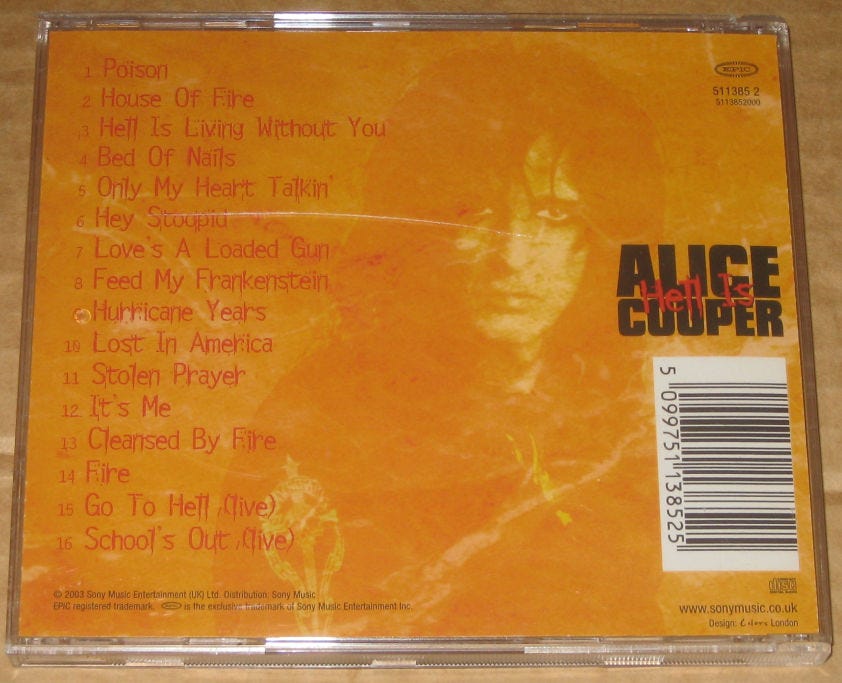 1 Poison
2 House Of Fire
3 Hell Is Living Without You
4 Bed Of Nails
5 Only My Heart Talkin'
6 Hey Stoopid
7 Love's A Loaded Gun
8 Feed My Frankenstein
9 Hurricane Years
10 Lost In America
11 Stolen Prayer
12 It's Me
13 Cleansed By Fire
14 Fire
15 Go To Hell (live)
16 School's Out (live)
EPIC
511385 2
5113852000
ALICE
Hell Is
COOPER
5 099751 138525
© 2003 Sony Music Entertainment (UK) Ltd. Distribution: Sony Music
EPIC registered trademark. EPIC is the exclusive trademark of Sony Music Entertainment Inc.
disc
DIGITAL AUDIO
www.sonymusic.co.uk
Design: London